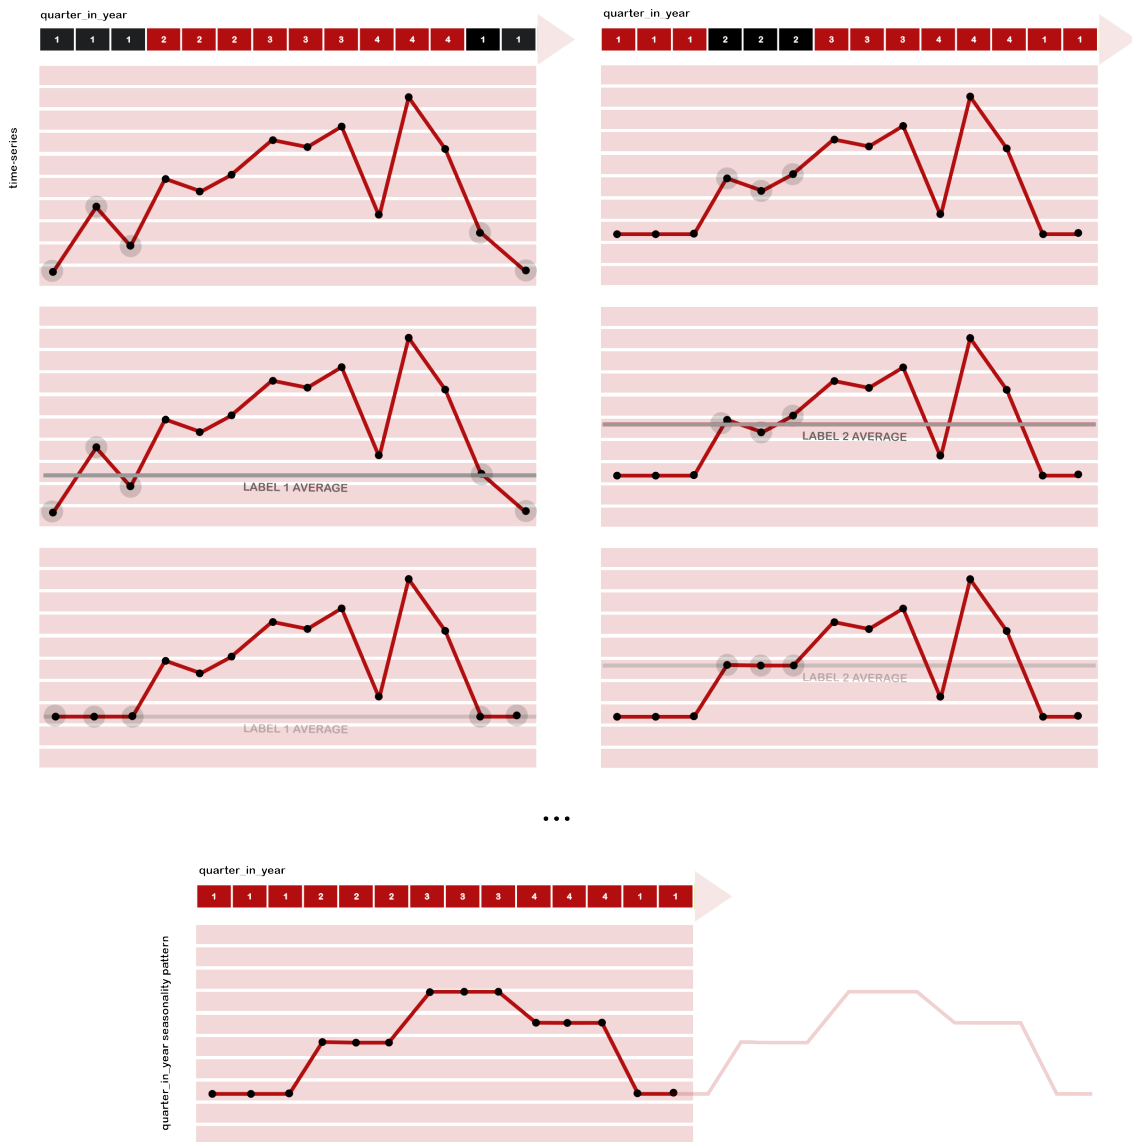 quarter_in_year
1 1 1 2 2 2 3 3 3 4 4 4 1 1
time-series
LABEL 1 AVERAGE
LABEL 1 AVERAGE
quarter_in_year
1 1 1 2 2 2 3 3 3 4 4 4 1 1
LABEL 2 AVERAGE
LABEL 2 AVERAGE
...
quarter_in_year
1 1 1 2 2 2 3 3 3 4 4 4 1 1
quarter_in_year seasonality pattern